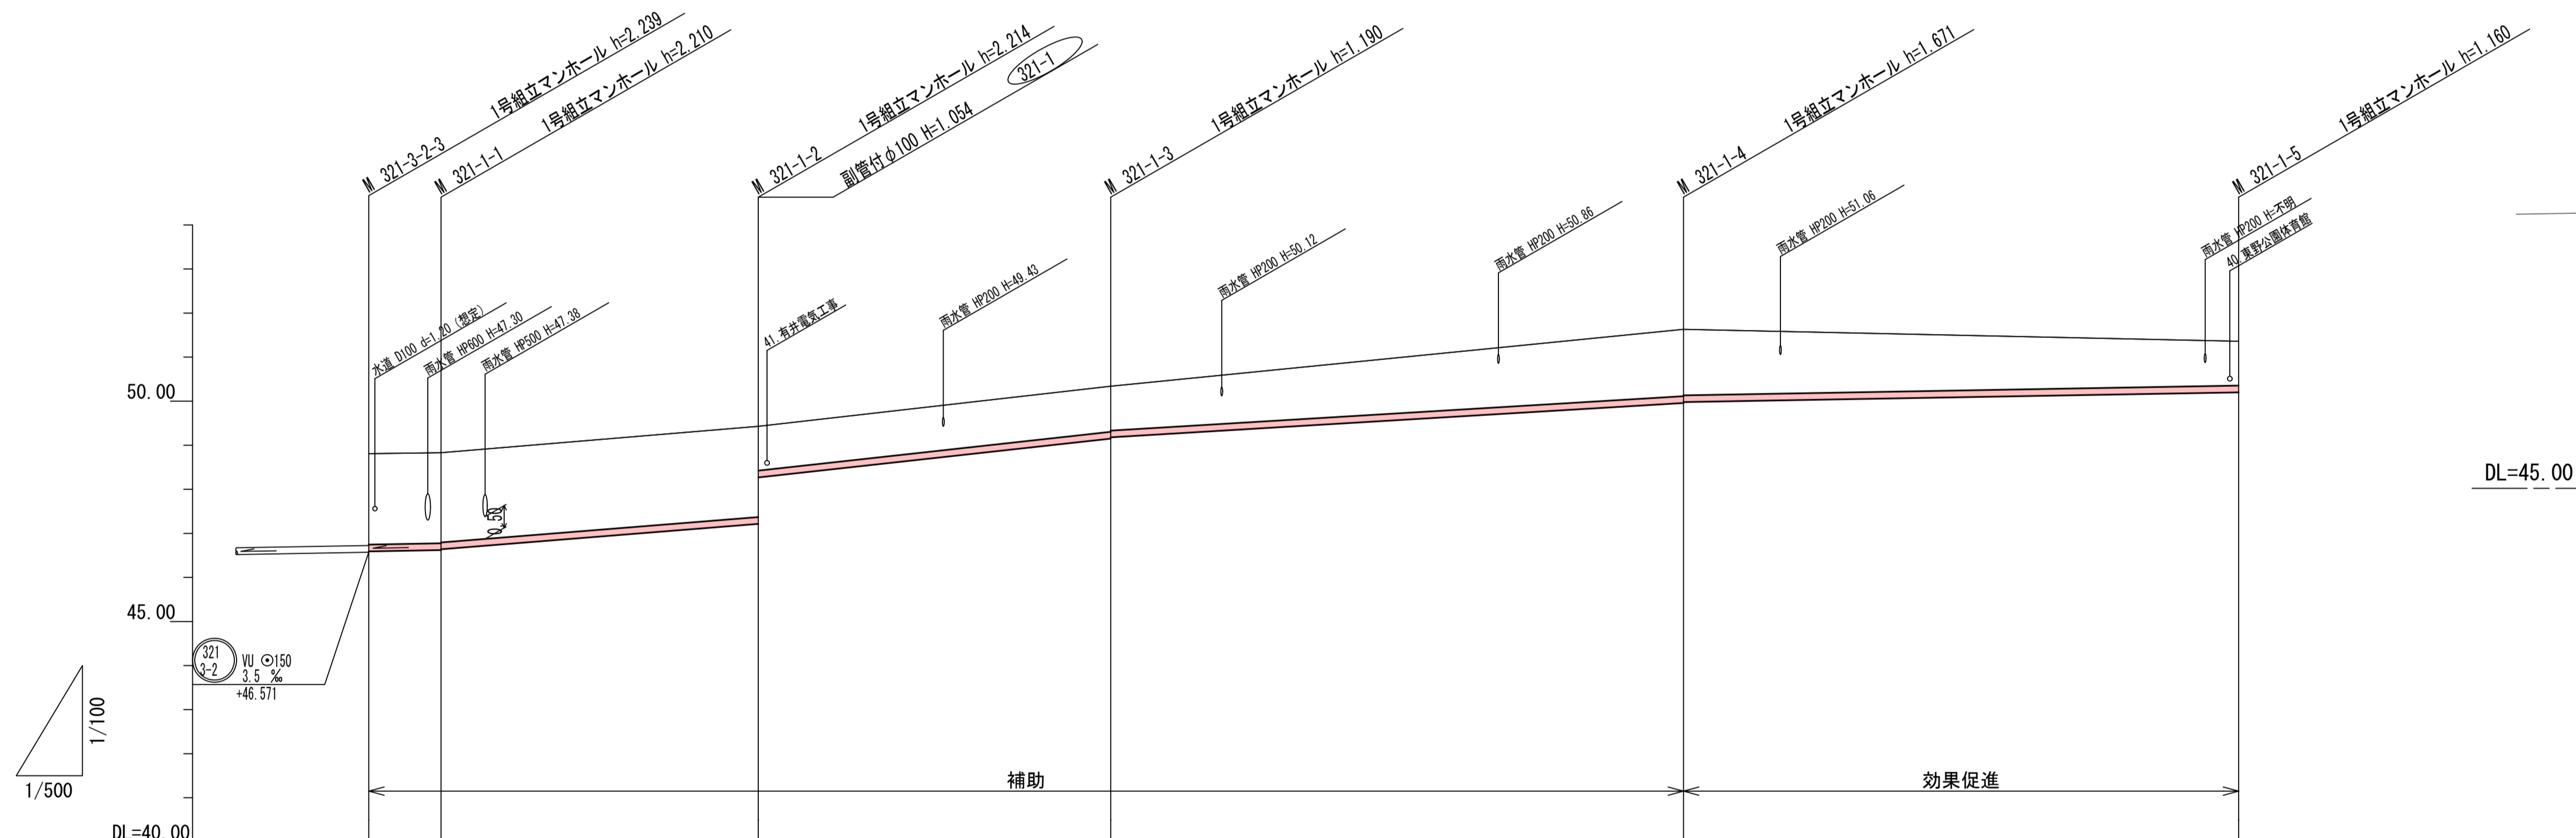 M 321-3-2-3 1号組立マンホール h=2.239
M 321-1-1 1号組立マンホール h=2.210
M 321-1-2 1号組立マンホール h=2.214
副管付φ100 H=1.054
321-1
M 321-1-3 1号組立マンホール h=1.190
M 321-1-4 1号組立マンホール h=1.671
M 321-1-5 1号組立マンホール h=1.160
水道 D100 d=1.20 (想定)
雨水管 HP600 H=47.30
雨水管 HP500 H=47.38
41.有井電気工事
雨水管 HP200 H=49.43
雨水管 HP200 H=50.12
雨水管 HP200 H=50.86
雨水管 HP200 H=51.06
雨水管 HP200 H=不明
40.東野公園体育館
50.00
DL=45.00
0.50
45.00
321
3-2
VU ⊙150
3.5 ‰
+46.571
1/100
1/500
補助
効果促進
DL=40.00